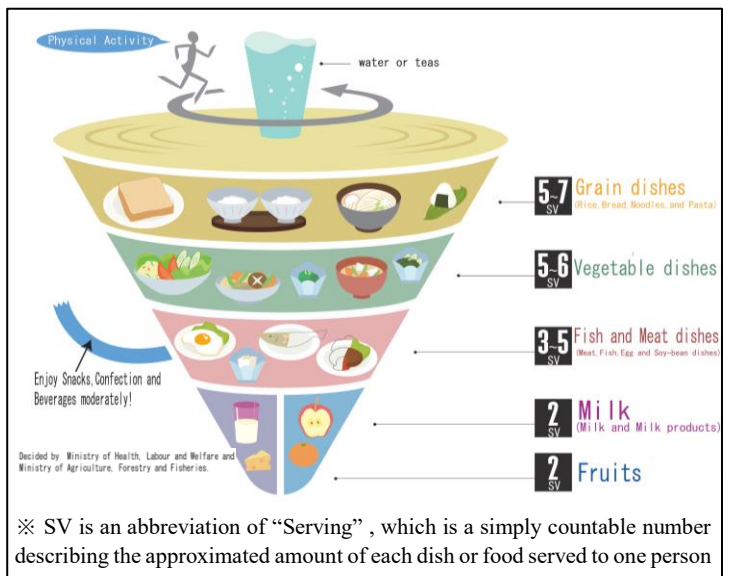 Physical Activity
water or teas
5~7
SV
Grain dishes
(Rice, Bread, Noodles, and Pasta)
5~6
SV
Vegetable dishes
3~5
SV
Fish and Meat dishes
(Meat, Fish, Egg and Soy-bean dishes)
Enjoy Snacks, Confection and
Beverages moderately!
2
SV
Milk
(Milk and Milk products)
Decided by Ministry of Health, Labour and Welfare and
Ministry of Agriculture, Forestry and Fisheries.
2
SV
Fruits
※ SV is an abbreviation of “Serving” , which is a simply countable number
describing the approximated amount of each dish or food served to one person